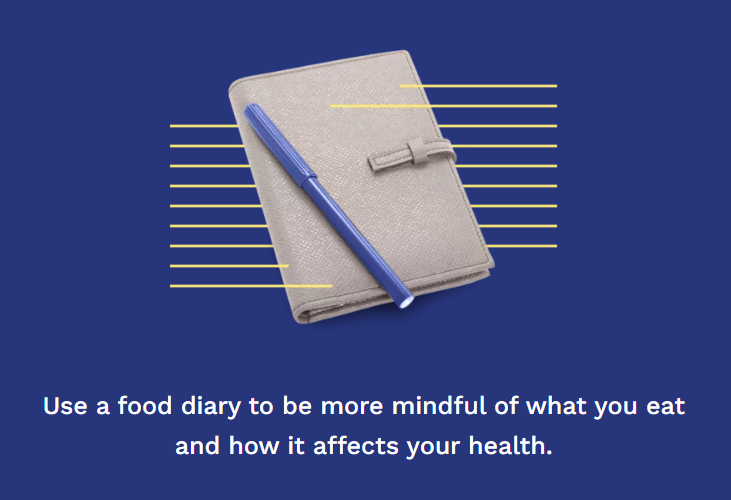 Use a food diary to be more mindful of what you eat
and how it affects your health.